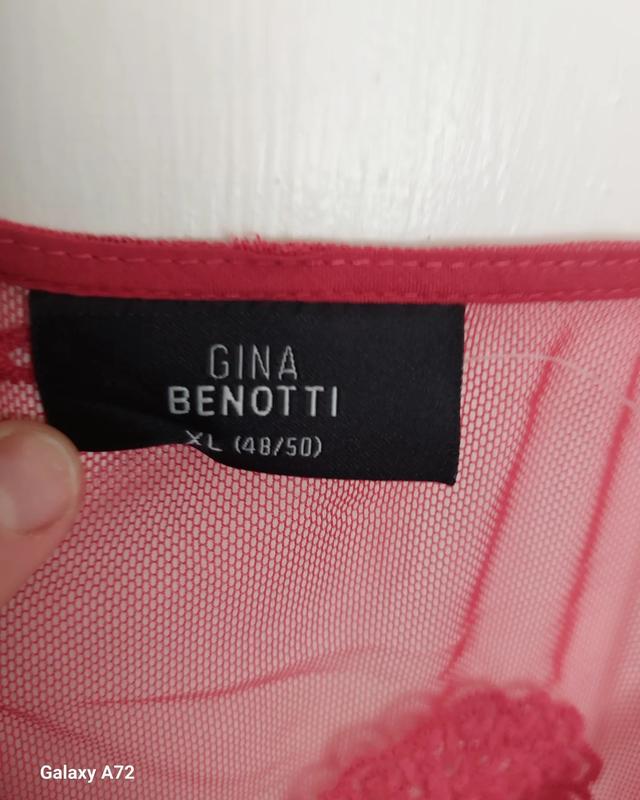 GINA
BENOTTI
XL (48/50)
Galaxy A72